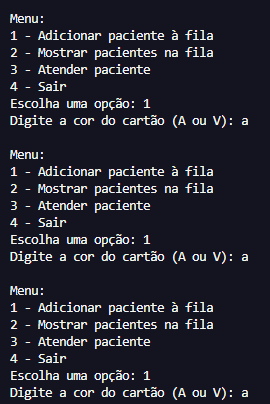 Menu:
1 - Adicionar paciente à fila
2 - Mostrar pacientes na fila
3 - Atender paciente
4 - Sair
Escolha uma opção: 1
Digite a cor do cartão (A ou V): a
Menu:
1 - Adicionar paciente à fila
2 - Mostrar pacientes na fila
3 - Atender paciente
4 - Sair
Escolha uma opção: 1
Digite a cor do cartão (A ou V): a
Menu:
1 - Adicionar paciente à fila
2 - Mostrar pacientes na fila
3 - Atender paciente
4 - Sair
Escolha uma opção: 1
Digite a cor do cartão (A ou V): a